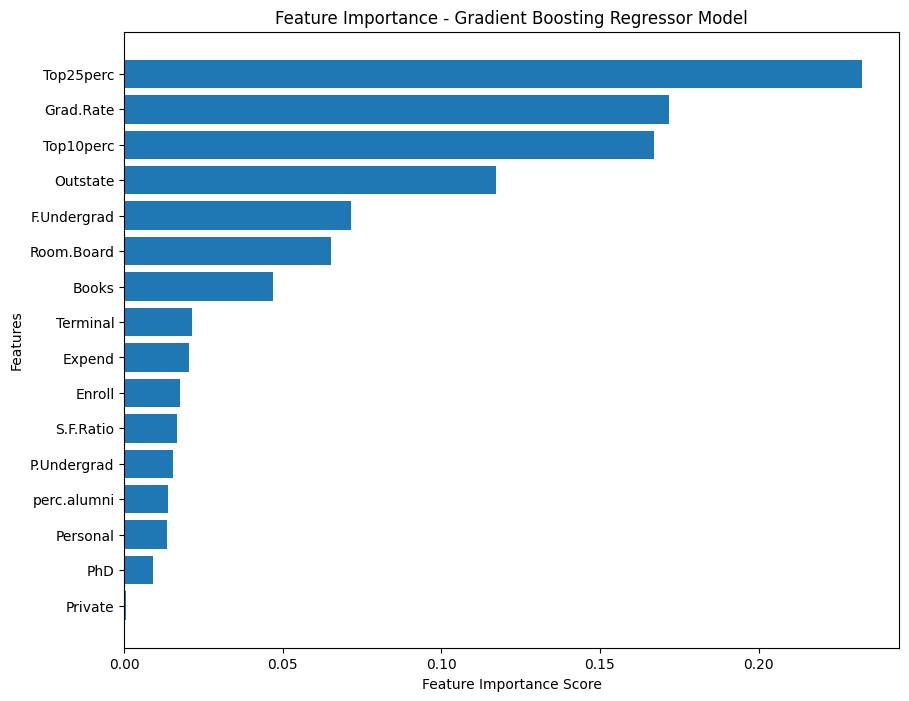 Feature Importance - Gradient Boosting Regressor Model
Features
Top25perc
Grad.Rate
Top10perc
Outstate
F.Undergrad
Room.Board
Books
Terminal
Expend
Enroll
S.F.Ratio
P.Undergrad
perc.alumni
Personal
PhD
Private
0.00 0.05 0.10 0.15 0.20
Feature Importance Score